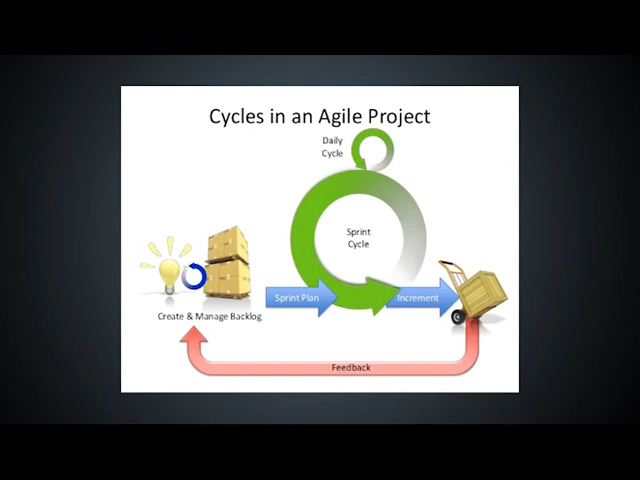 Cycles in an Agile Project
Daily
Cycle
Sprint
Cycle
Sprint Plan
Increment
Create & Manage Backlog
Feedback